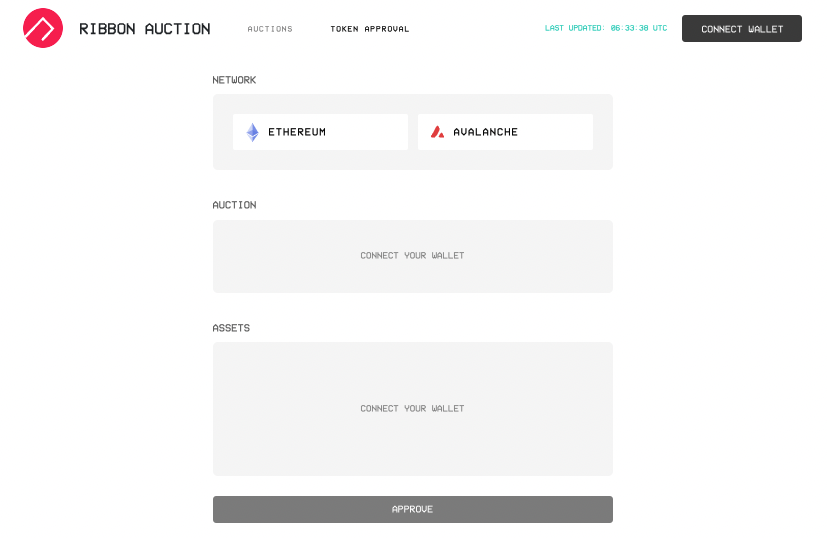 RIBBON AUCTION
AUCTIONS
TOKEN APPROVAL
LAST UPDATED: 06:33:38 UTC
CONNECT WALLET
NETWORK
ETHEREUM
AVALANCHE
AUCTION
CONNECT YOUR WALLET
ASSETS
CONNECT YOUR WALLET
APPROVE